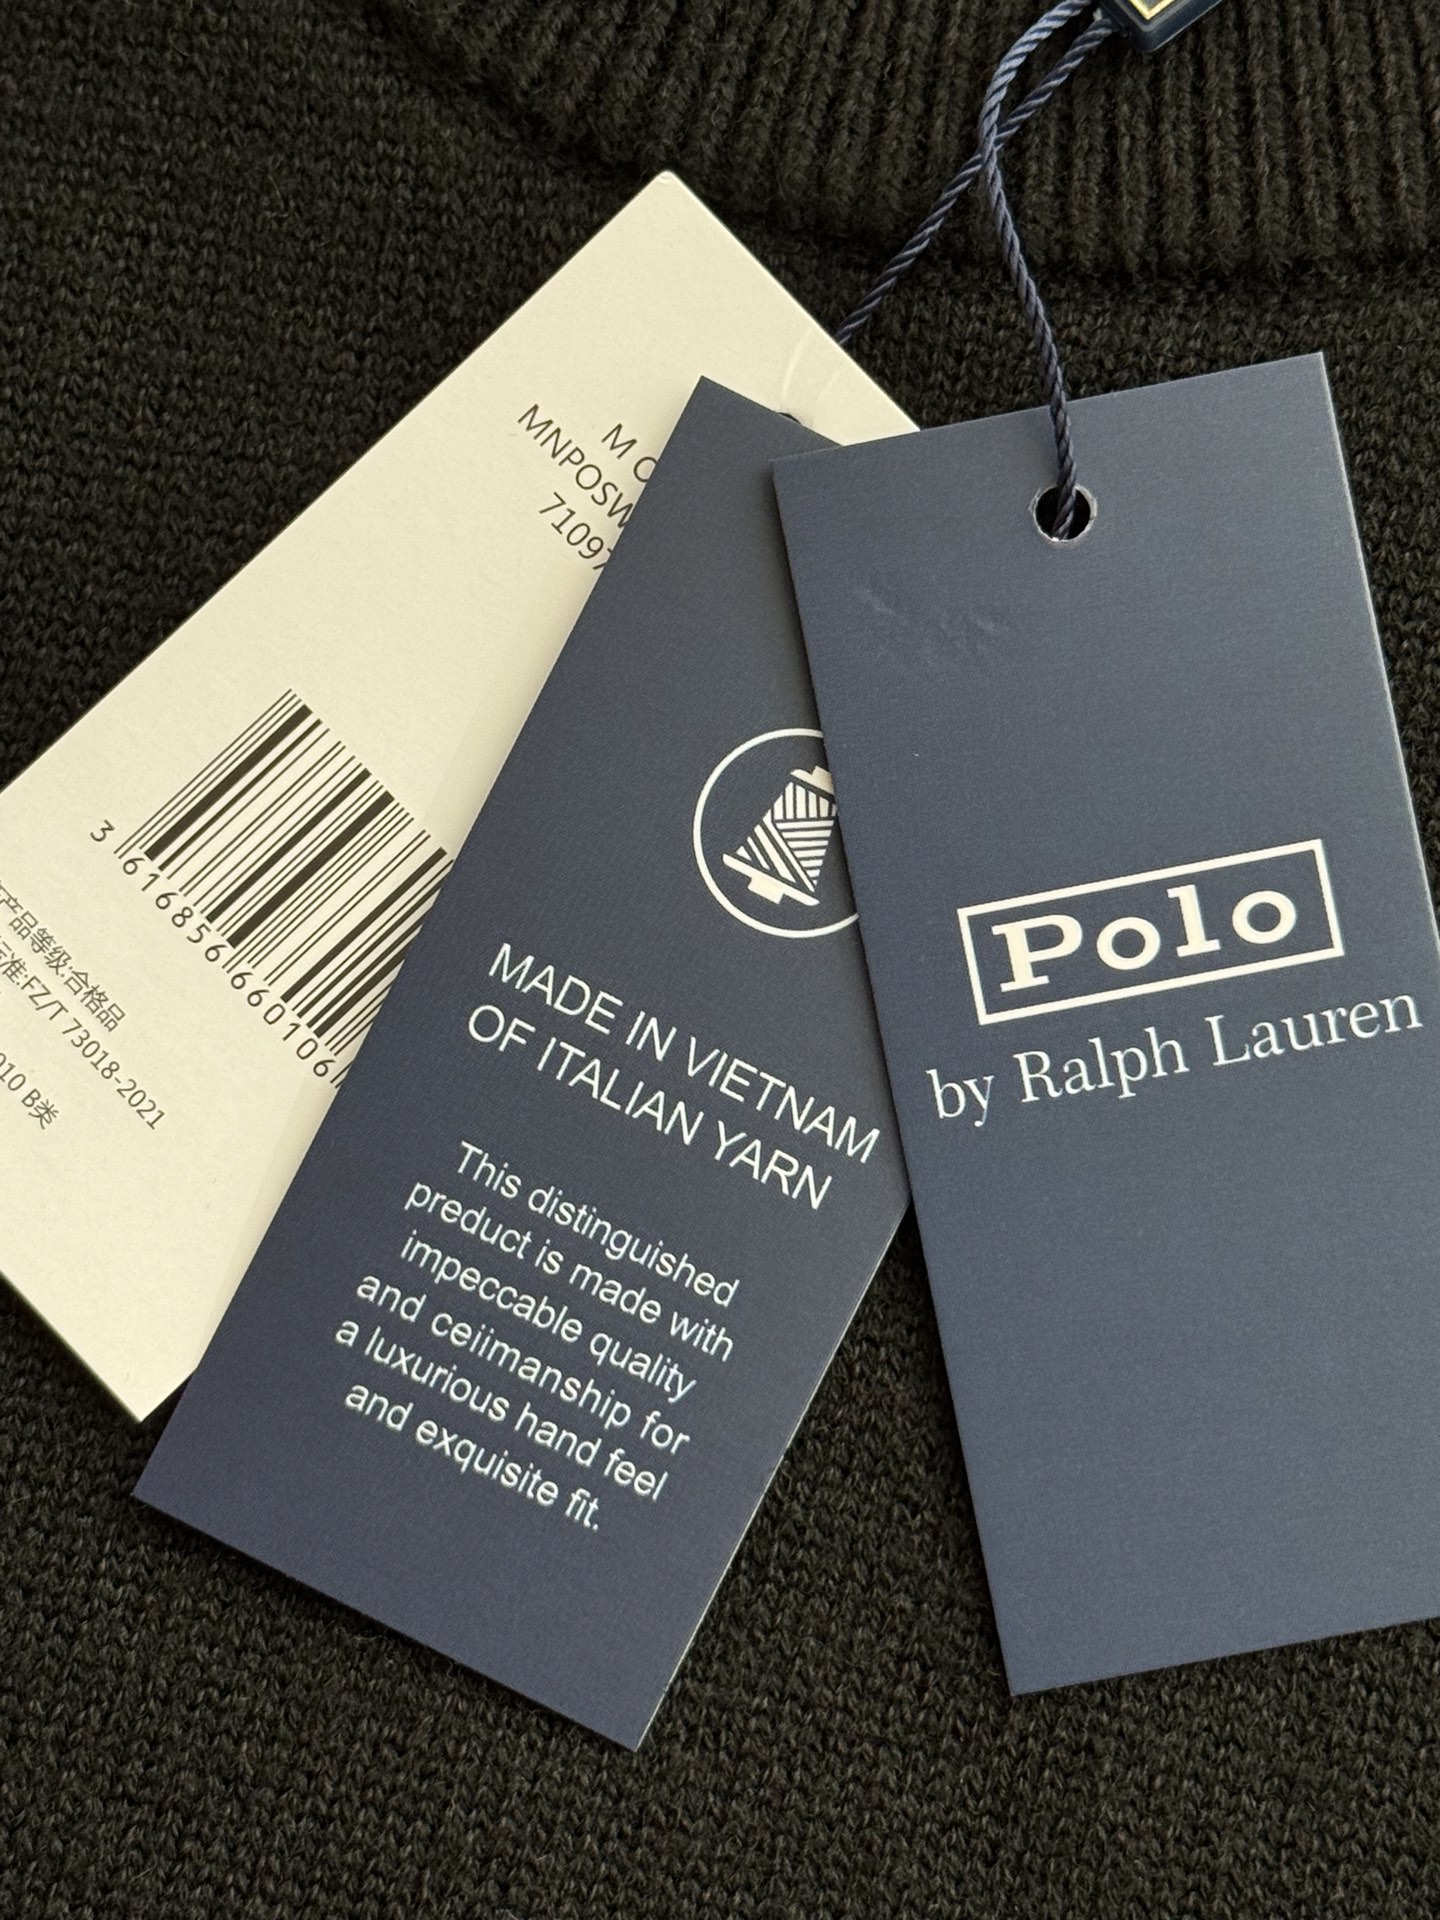 M
MNPOSW
7109
3 616856 660106
产品等级:合格品
标准:FZ/T 73018-2021
010 B类
MADE IN VIETNAM
OF ITALIAN YARN
This distinguished
preduct is made with
impeccable quality
and ceiimanship for
a luxurious hand feel
and exquisite fit.
Polo
by Ralph Lauren